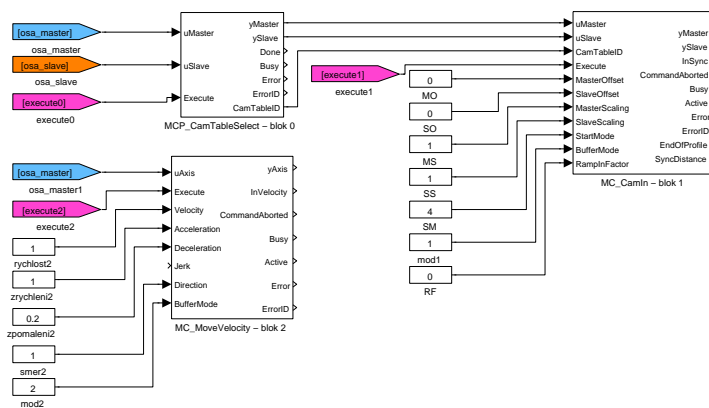 [osa_master]
osa_master
[osa_slave]
osa_slave
[execute0]
execute0
uMaster
uSlave
Execute
yMaster
ySlave
Done
Busy
Error
ErrorID
CamTableID
MCP_CamTableSelect – blok 0
[execute1]
execute1
0
MO
0
SO
1
MS
1
SS
4
SM
1
mod1
0
RF
uMaster
uSlave
CamTableID
Execute
MasterOffset
SlaveOffset
MasterScaling
SlaveScaling
StartMode
BufferMode
RampInFactor
yMaster
ySlave
InSync
CommandAborted
Busy
Active
Error
ErrorID
EndOfProfile
SyncDistance
MC_CamIn – blok 1
[osa_master]
osa_master1
[execute2]
execute2
1
rychlost2
1
zrychleni2
0.2
zpomaleni2
1
smer2
2
mod2
uAxis
Execute
Velocity
Acceleration
Deceleration
Jerk
Direction
BufferMode
yAxis
InVelocity
CommandAborted
Busy
Active
Error
ErrorID
MC_MoveVelocity – blok 2